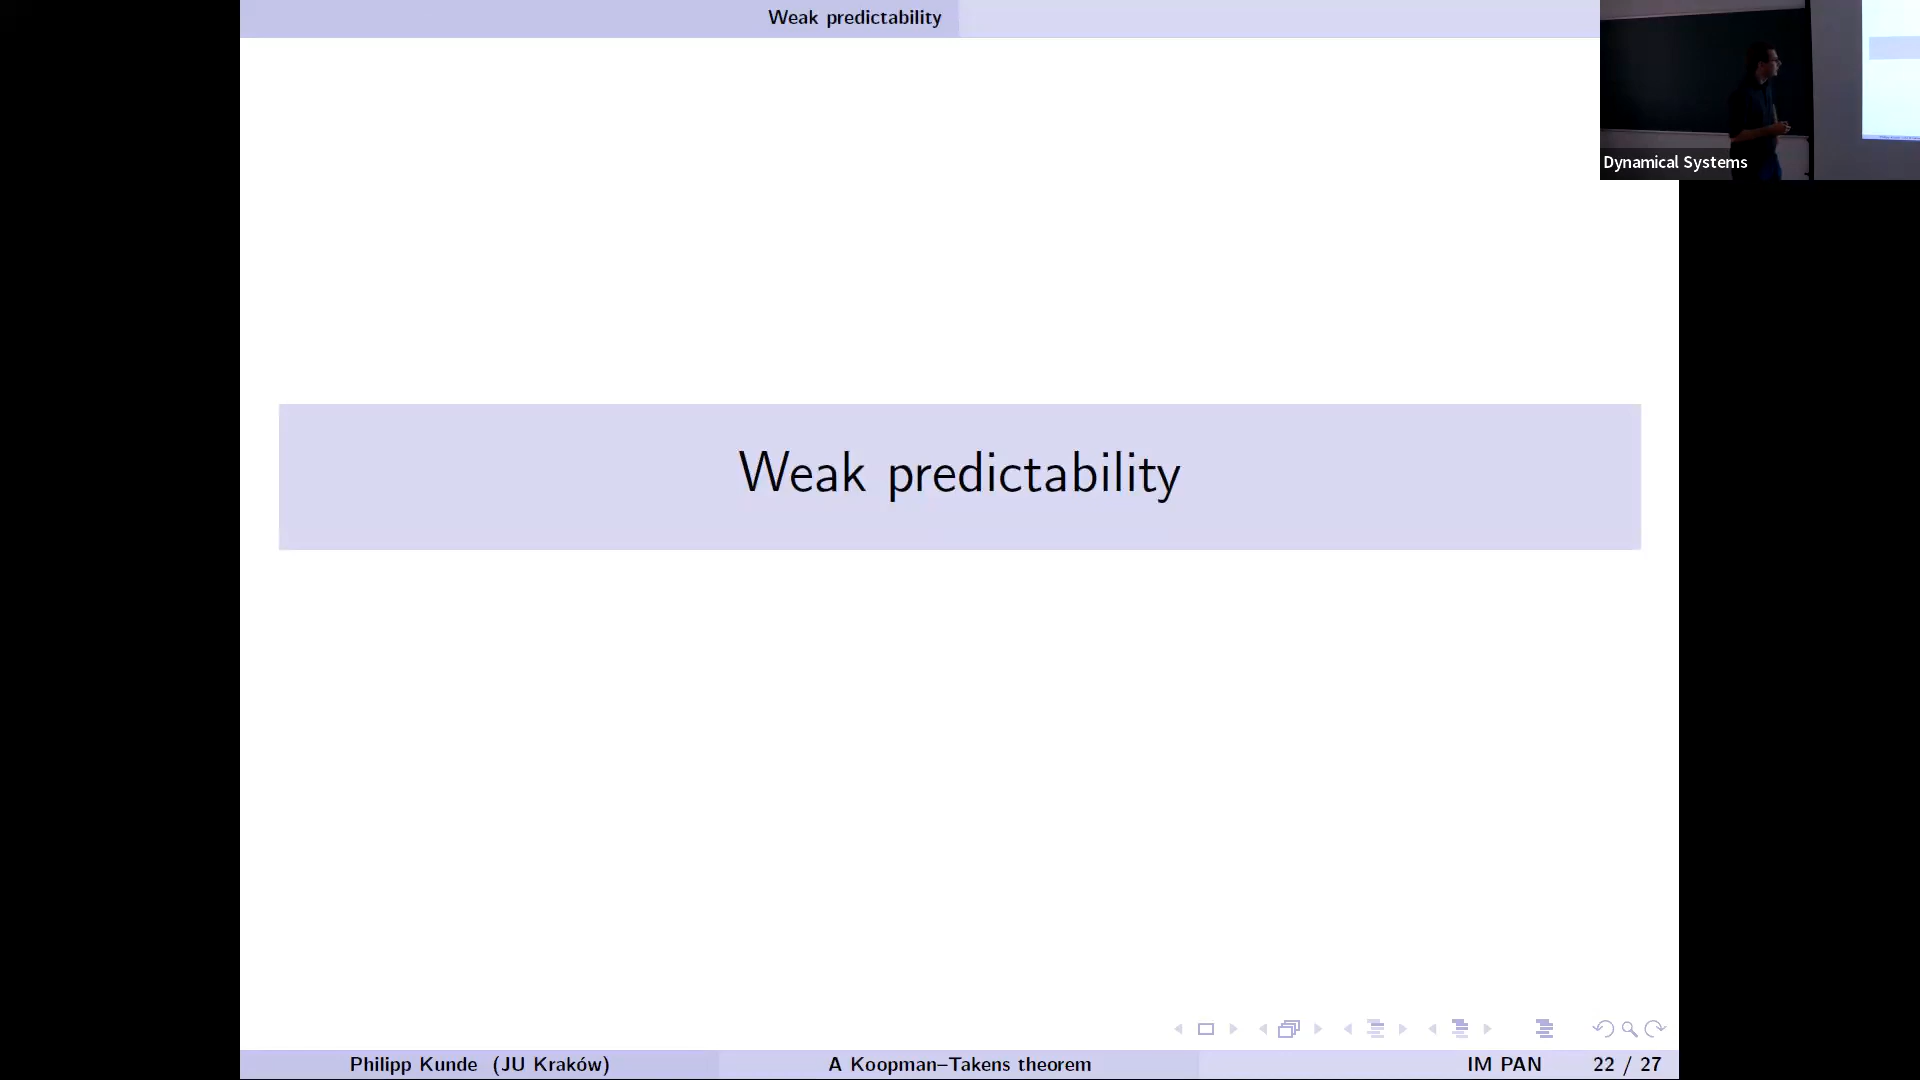 Weak predictability
Dynamical Systems
Weak predictability
Philipp Kunde (JU Kraków)
A Koopman–Takens theorem
IM PAN
22 / 27